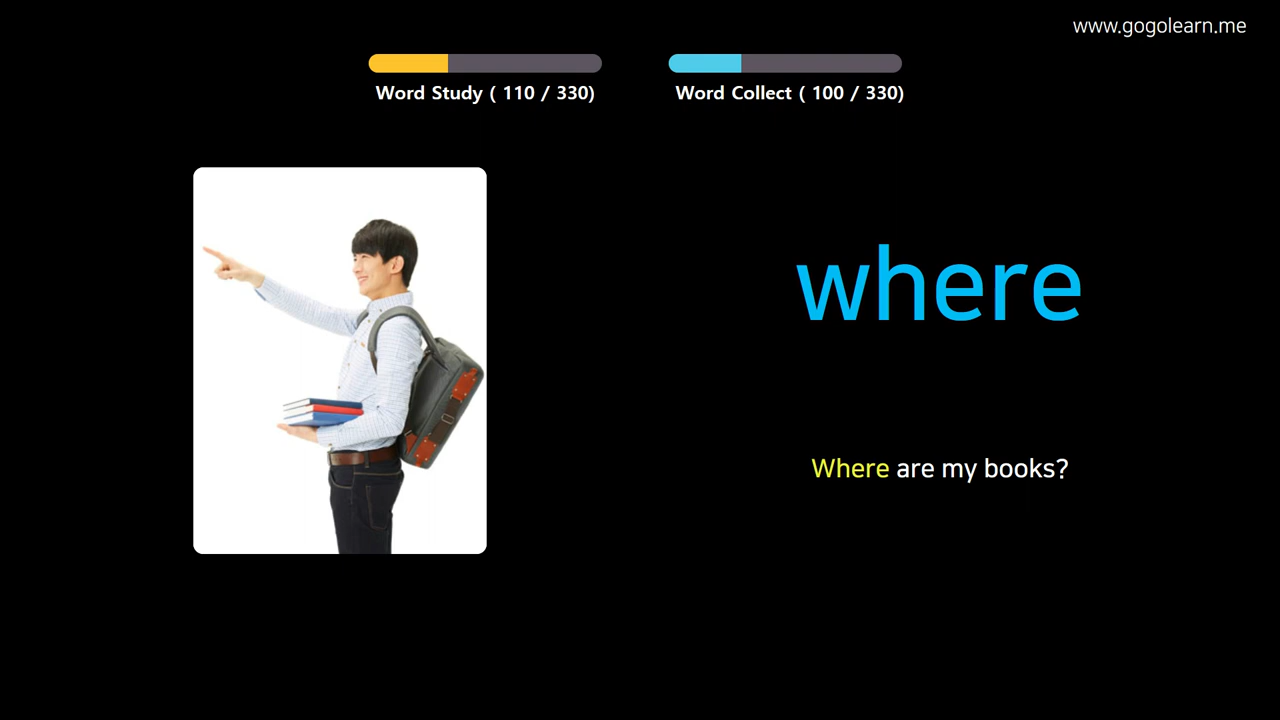 www.gogolearn.me
Word Study ( 110 / 330)
Word Collect ( 100 / 330)
where
Where are my books?